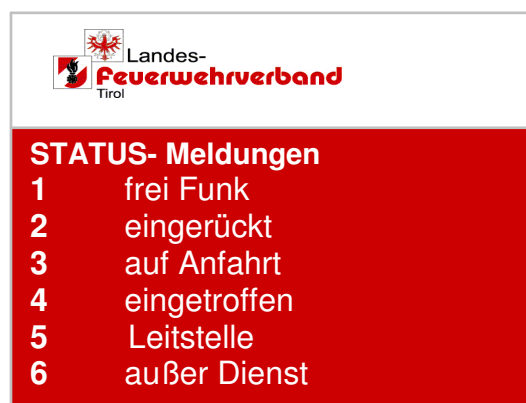 Landes-
Feuerwehrverband
Tirol
STATUS- Meldungen
1 frei Funk
2 eingerückt
3 auf Anfahrt
4 eingetroffen
5 Leitstelle
6 außer Dienst